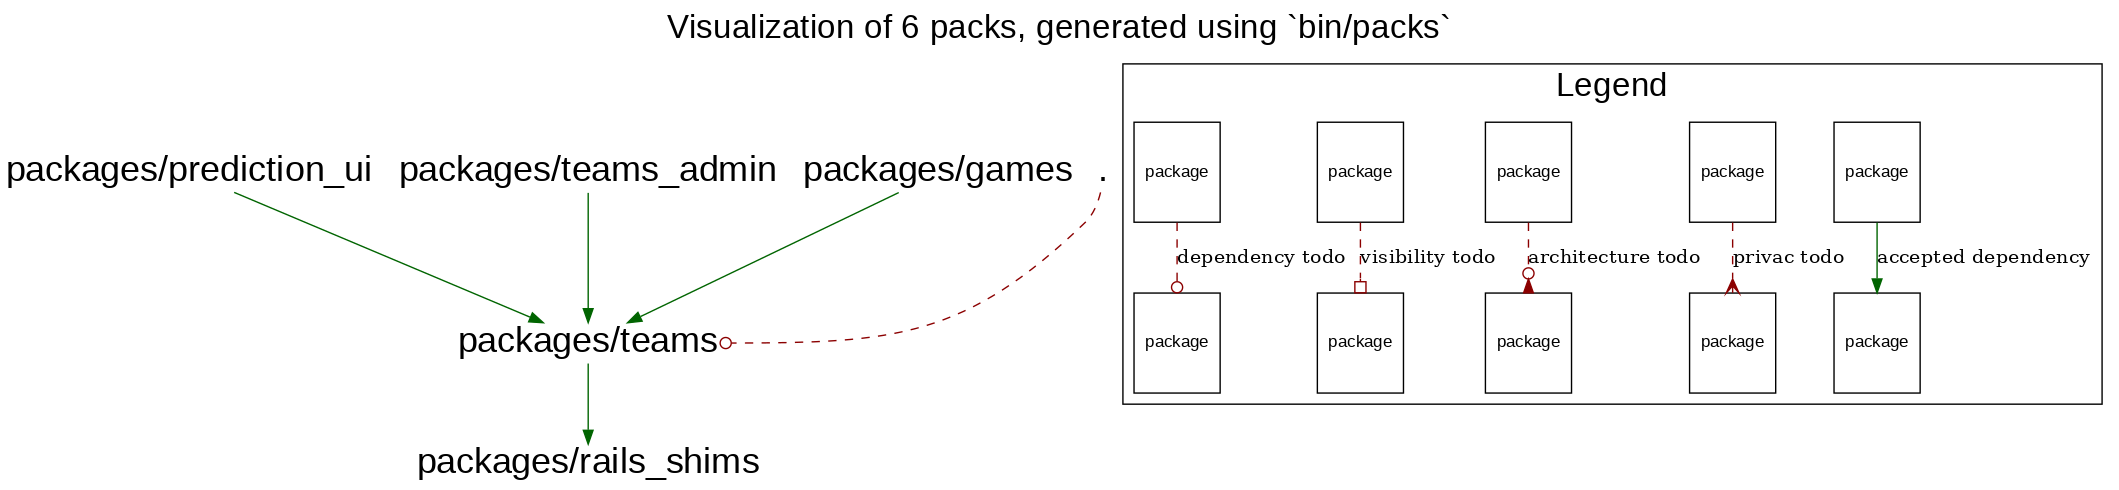 Visualization of 6 packs, generated using `bin/packs`
Legend
packages/prediction_ui packages/teams_admin packages/games .
package package package package package
dependency todo visibility todo architecture todo privac todo accepted dependency
packages/teams
package package package package package
packages/rails_shims